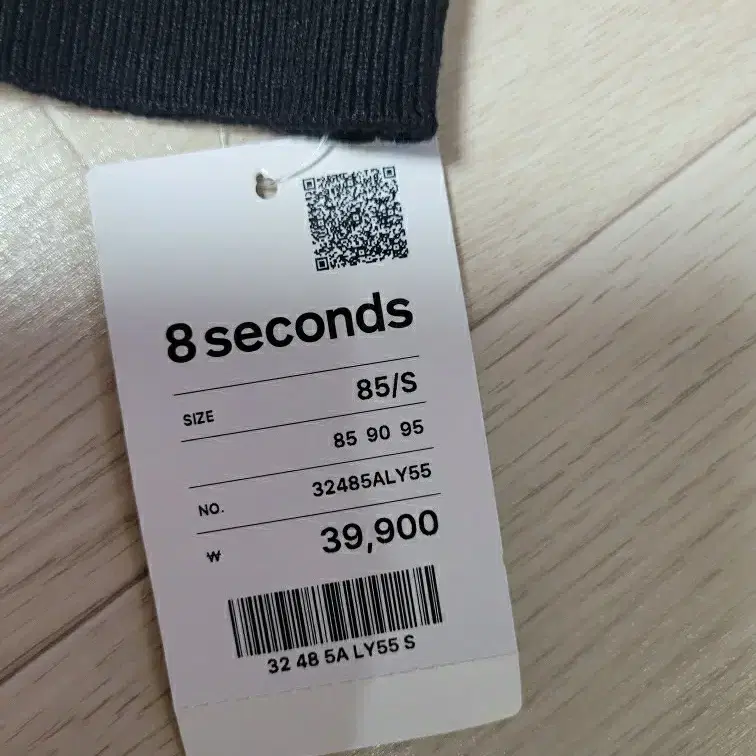 8 seconds
SIZE 85/S
85 90 95
NO. 32485ALY55
₩ 39,900
32 48 5A LY55 S